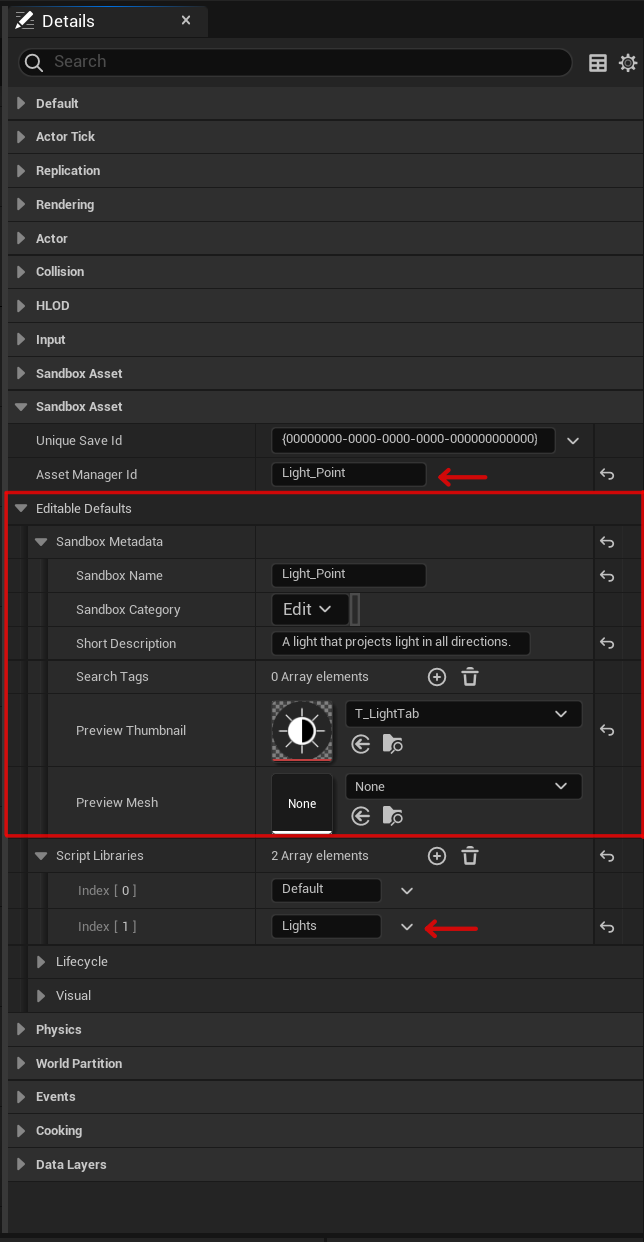 Details
Search
Default
Actor Tick
Replication
Rendering
Actor
Collision
HLOD
Input
Sandbox Asset
Sandbox Asset
Unique Save Id {00000000-0000-0000-0000-000000000000}
Asset Manager Id Light_Point
Editable Defaults
Sandbox Metadata
Sandbox Name Light_Point
Sandbox Category Edit
Short Description A light that projects light in all directions.
Search Tags 0 Array elements
Preview Thumbnail T_LightTab
Preview Mesh None None
Script Libraries 2 Array elements
Index [ 0 ] Default
Index [ 1 ] Lights
Lifecycle
Visual
Physics
World Partition
Events
Cooking
Data Layers